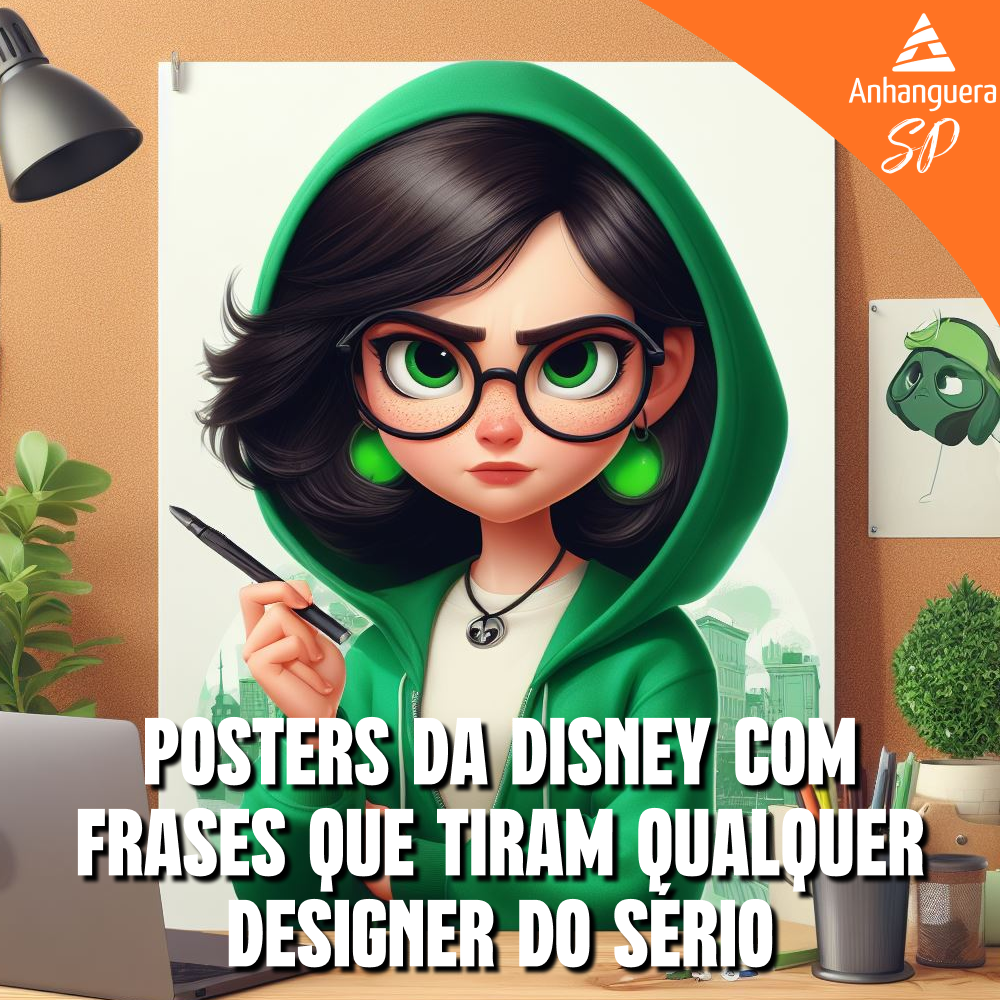 Anhanguera
SP
POSTERS DA DISNEY COM
FRASES QUE TIRAM QUALQUER
DESIGNER DO SÉRIO